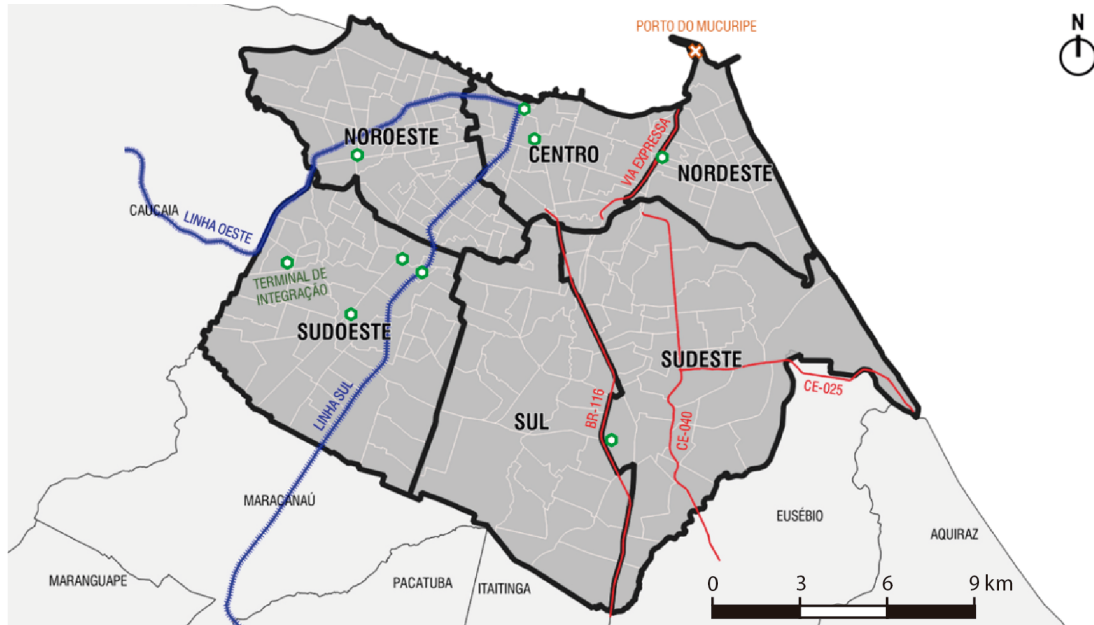 PORTO DO MUCURIPE
N
NOROESTE
CENTRO
VIA EXPRESSA
NORDESTE
CAUCAIA
LINHA OESTE
TERMINAL DE
INTEGRAÇÃO
SUDOESTE
SUDESTE
LINHA SUL
CE-025
SUL
BR-116
CE-040
MARACANAÚ
EUSÉBIO
AQUIRAZ
MARANGUAPE
PACATUBA
ITAITINGA
0 3 6 9 km